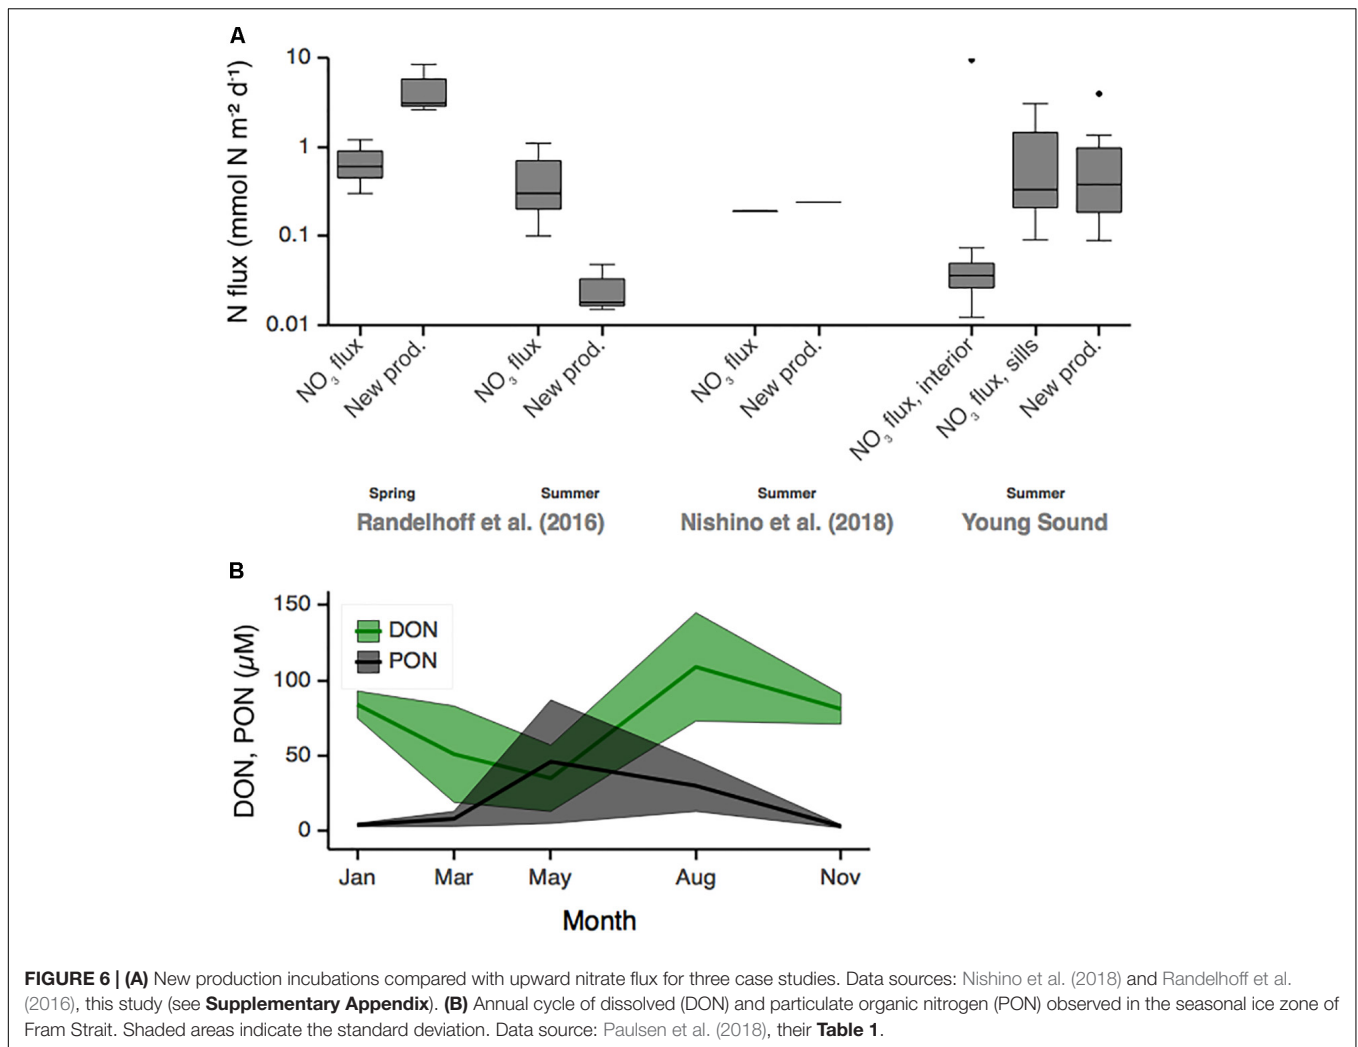 A
N flux (mmol N m⁻² d⁻¹)
10
1
0.1
0.01
NO₃ flux
New prod.
NO₃ flux
New prod.
NO₃ flux
New prod.
NO₃ flux, interior
NO₃ flux, sills
New prod.
Spring Summer Summer Summer
Randelhoff et al. (2016) Nishino et al. (2018) Young Sound
B
DON, PON (µM)
150
100
50
0
DON
PON
Jan Mar May Aug Nov
Month
FIGURE 6 | (A) New production incubations compared with upward nitrate flux for three case studies. Data sources: Nishino et al. (2018) and Randelhoff et al.
(2016), this study (see Supplementary Appendix). (B) Annual cycle of dissolved (DON) and particulate organic nitrogen (PON) observed in the seasonal ice zone of
Fram Strait. Shaded areas indicate the standard deviation. Data source: Paulsen et al. (2018), their Table 1.